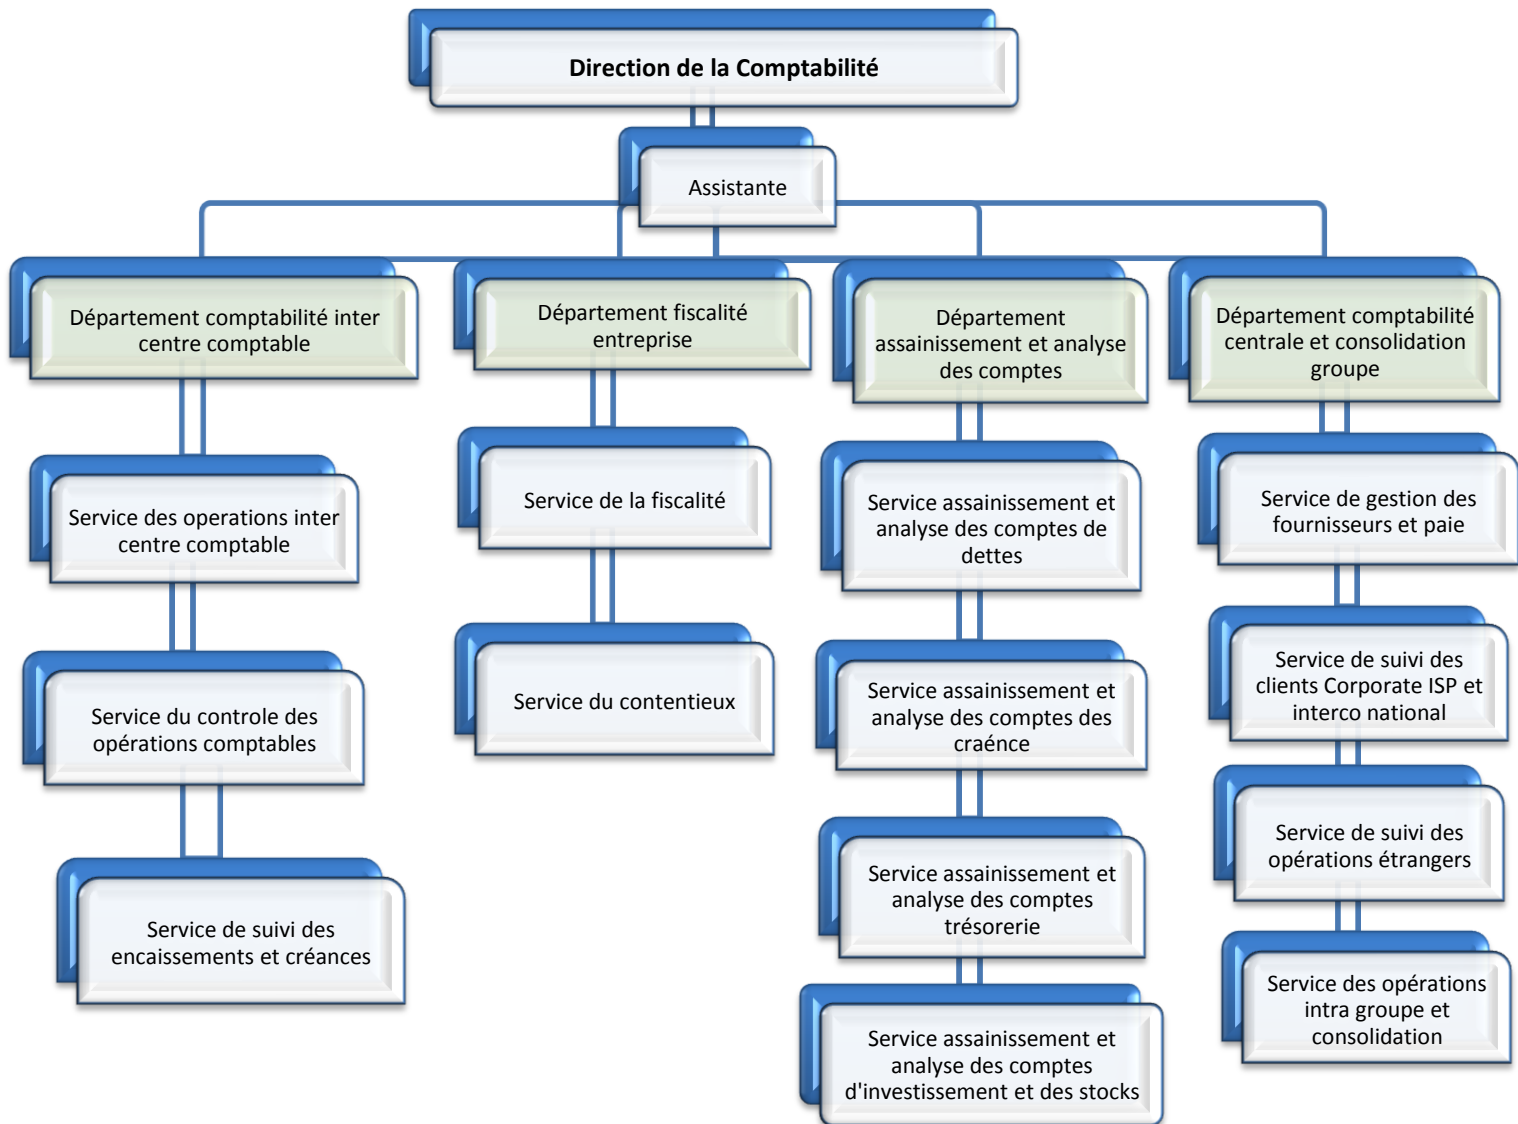 Direction de la Comptabilité
Assistante
Département comptabilité inter
centre comptable
Département fiscalité
entreprise
Département
assainissement et analyse
des comptes
Département comptabilité
centrale et consolidation
groupe
Service des operations inter
centre comptable
Service du controle des
opérations comptables
Service de suivi des
encaissements et créances
Service de la fiscalité
Service du contentieux
Service assainissement et
analyse des comptes de
dettes
Service assainissement et
analyse des comptes des
craénce
Service assainissement et
analyse des comptes
trésorerie
Service assainissement et
analyse des comptes
d'investissement et des stocks
Service de gestion des
fournisseurs et paie
Service de suivi des
clients Corporate ISP et
interco national
Service de suivi des
opérations étrangers
Service des opérations
intra groupe et
consolidation